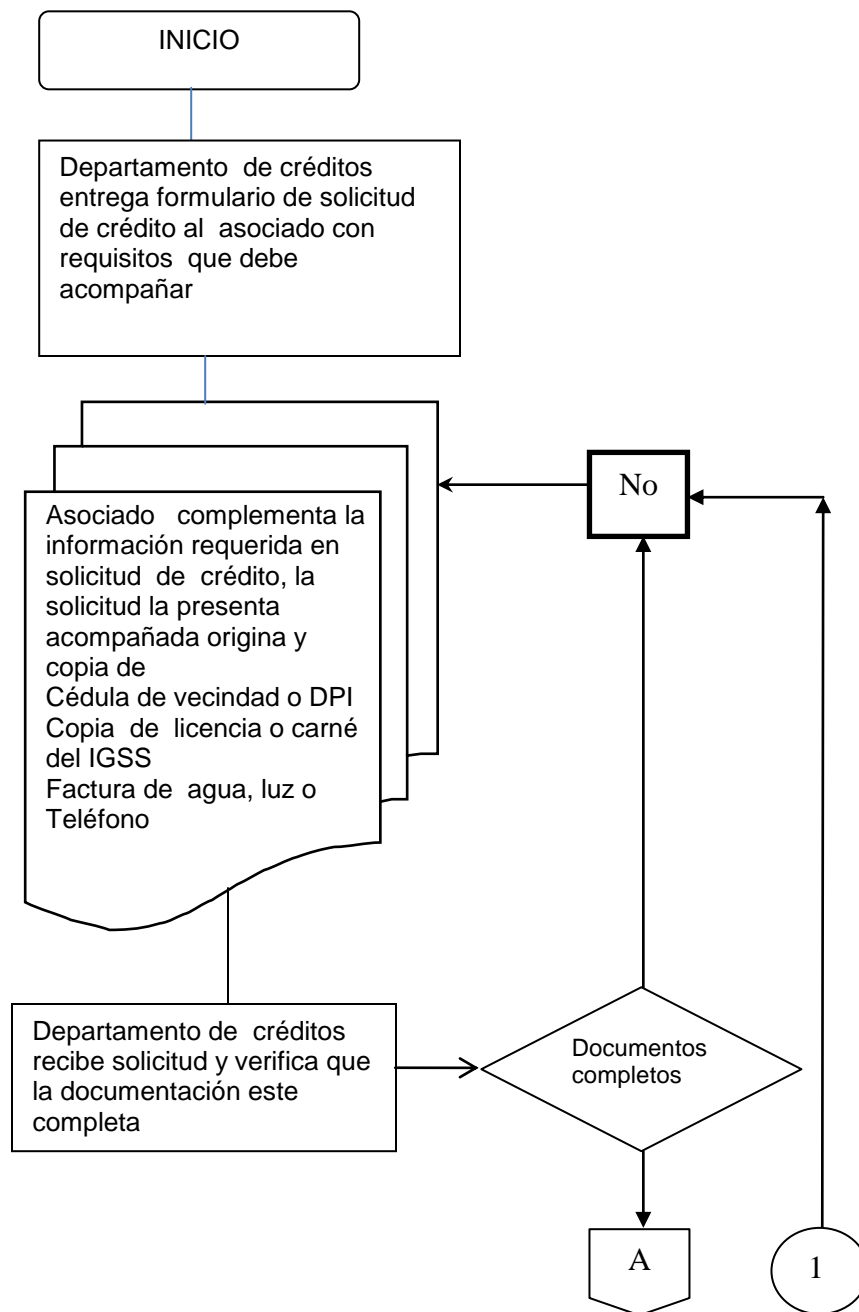 INICIO
Departamento de créditos
entrega formulario de solicitud
de crédito al asociado con
requisitos que debe
acompañar
No
Asociado complementa la
información requerida en
solicitud de crédito, la
solicitud la presenta
acompañada origina y
copia de
Cédula de vecindad o DPI
Copia de licencia o carné
del IGSS
Factura de agua, luz o
Teléfono
Departamento de créditos
recibe solicitud y verifica que
la documentación este
completa
Documentos
completos
A
1